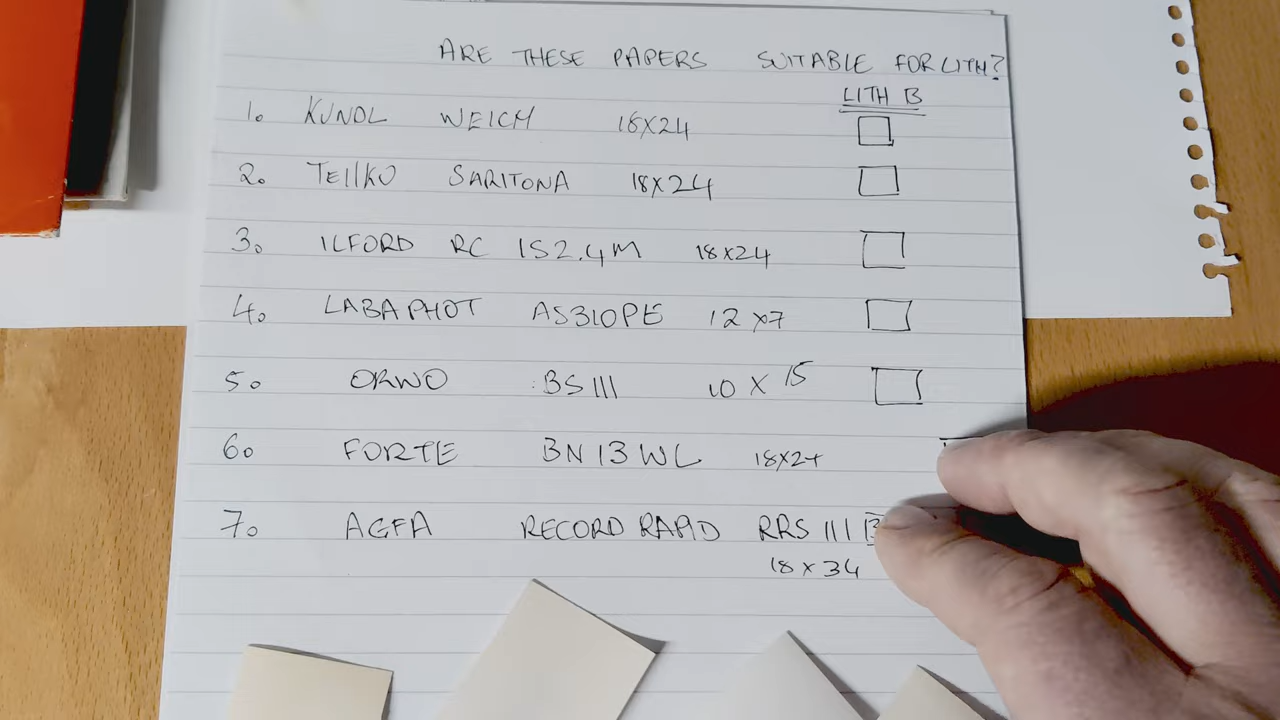 ARE THESE PAPERS SUITABLE FOR LITH?
LITH B
1. KUNDL WEICH 18X24
2. TEllKO SARITONA 18X24
3. ILFORD RC IS2.4M 18X24
4. LABAPHOT AS310PE 12X7
5. ORWO BS111 10 X 15
6. FORTE BN13WL 18X24
7. AGFA RECORD RAPID RRS 111
18 X 34